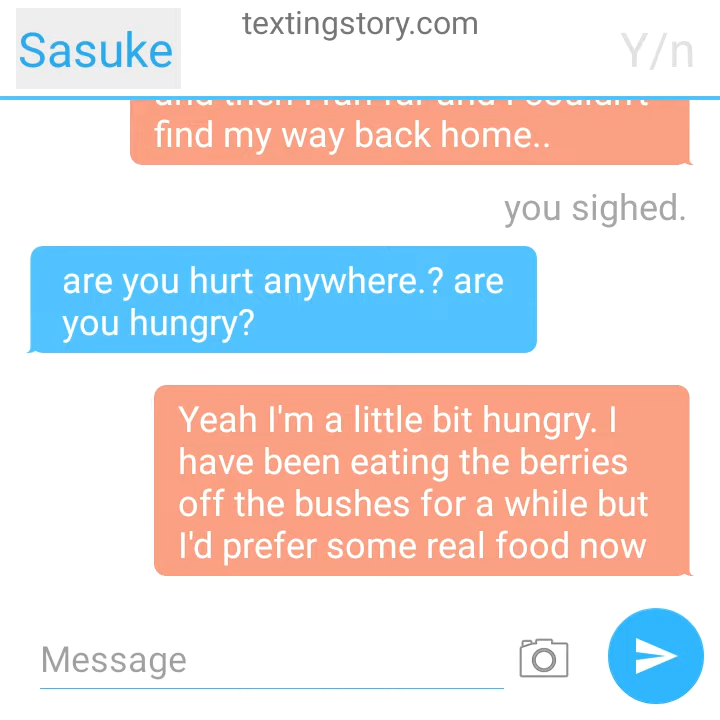 textingstory.com
Sasuke
Y/n
find my way back home..
you sighed.
are you hurt anywhere.? are
you hungry?
Yeah I'm a little bit hungry. I
have been eating the berries
off the bushes for a while but
I'd prefer some real food now
Message